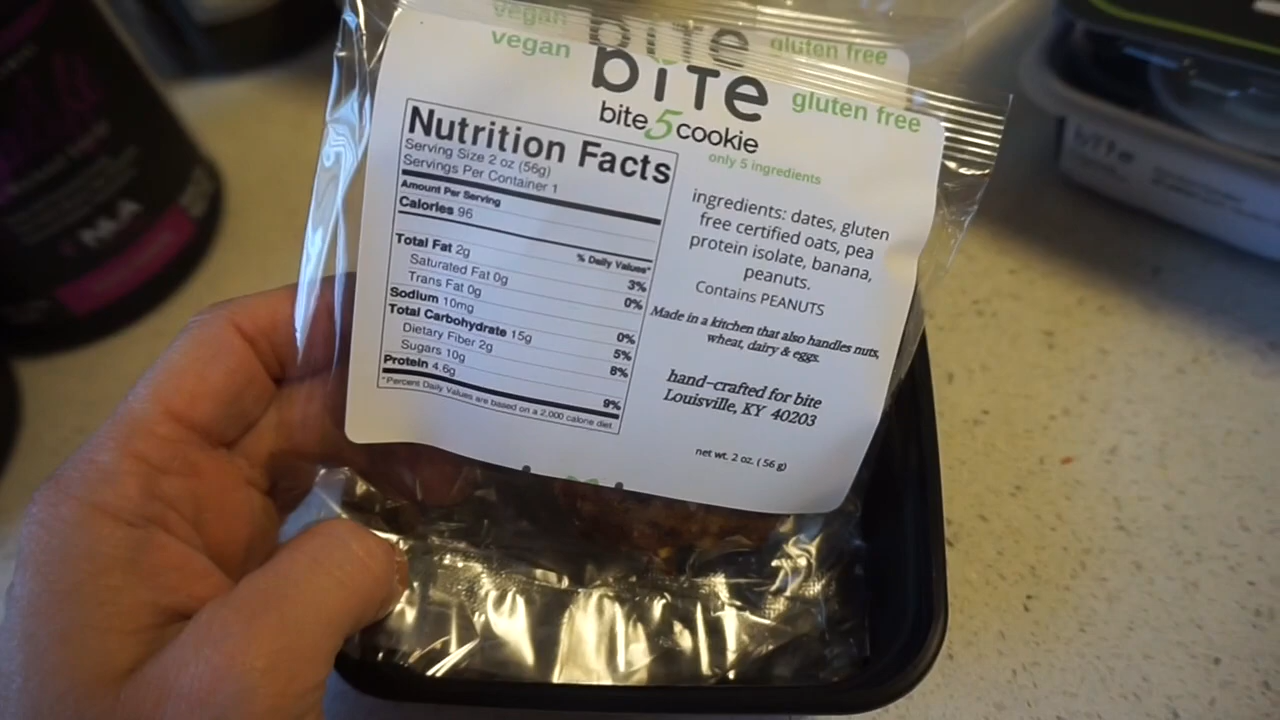 vegan bite gluten free
vegan bite gluten free
bite5cookie
only 5 ingredients
Nutrition Facts
Serving Size 2 oz (56g)
Servings Per Container 1
Amount Per Serving
Calories 96
% Daily Values*
Total Fat 2g 3%
Saturated Fat 0g 0%
Trans Fat 0g
Sodium 10mg 0%
Total Carbohydrate 15g 5%
Dietary Fiber 2g 8%
Sugars 10g
Protein 4.6g 9%
*Percent Daily Values are based on a 2,000 calorie diet.
ingredients: dates, gluten
free certified oats, pea
protein isolate, banana,
peanuts.
Contains PEANUTS
Made in a kitchen that also handles nuts,
wheat, dairy & eggs.
hand-crafted for bite
Louisville, KY 40203
net wt. 2 oz. ( 56 g)
bite